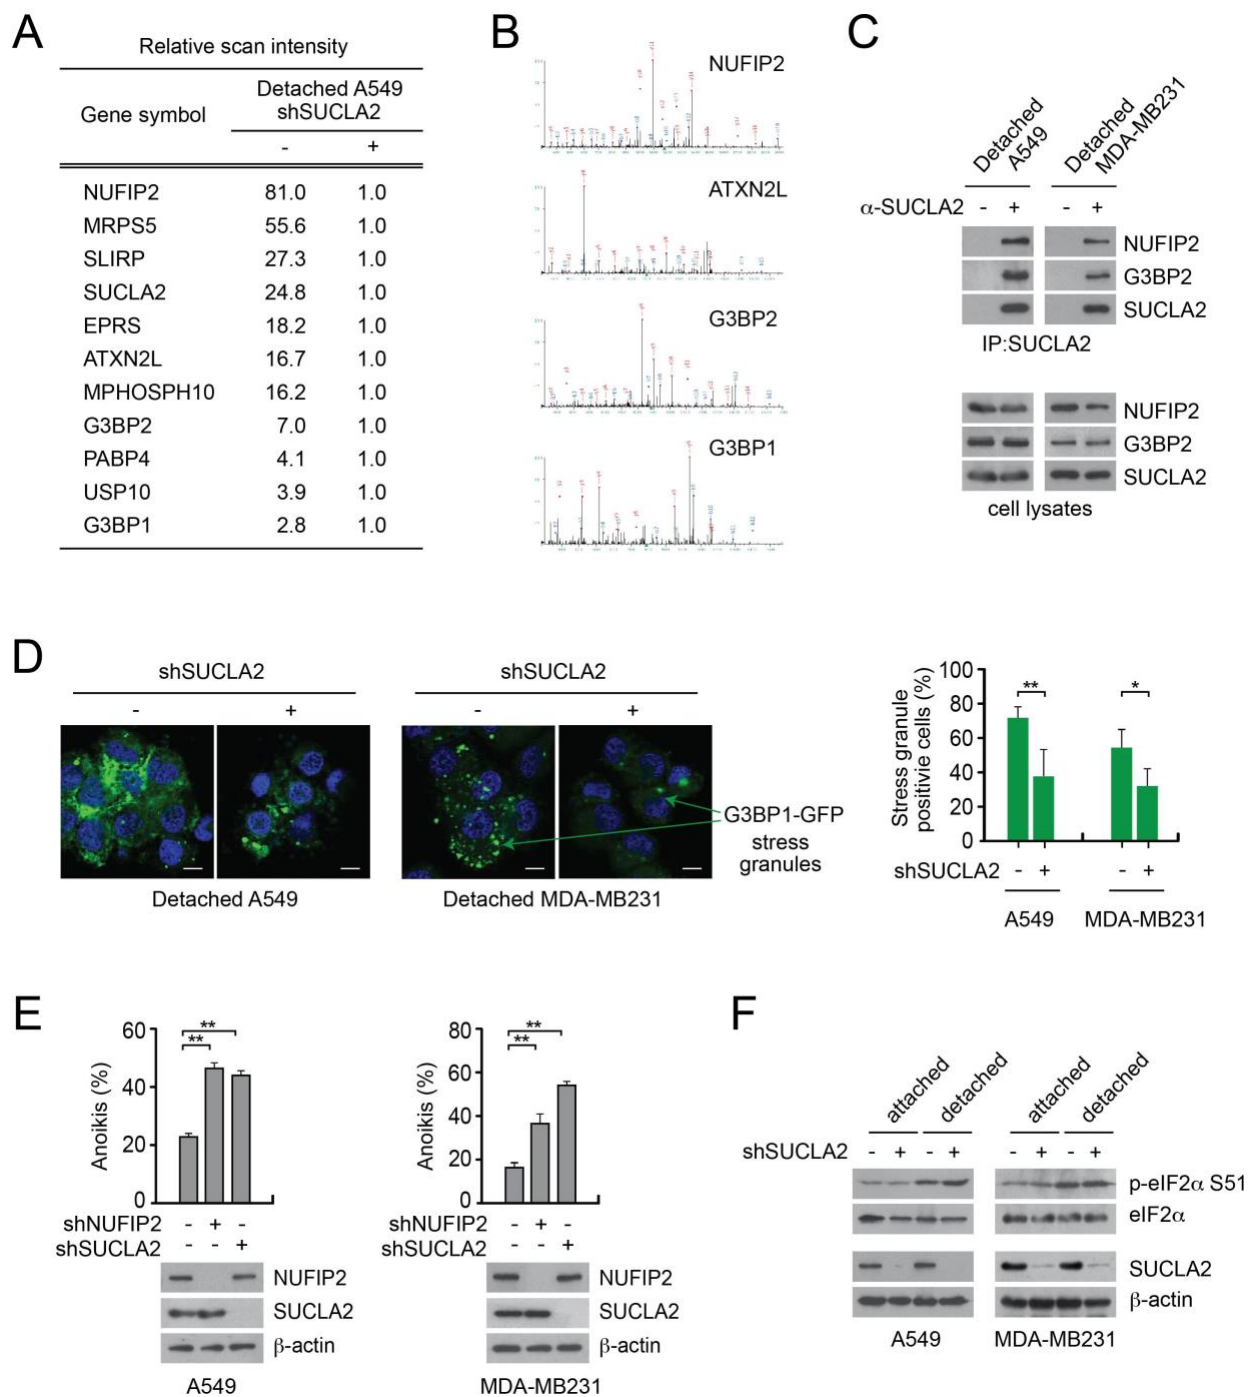 A
Relative scan intensity
Gene symbol
Detached A549
shSUCLA2
- +
NUFIP2 81.0 1.0
MRPS5 55.6 1.0
SLIRP 27.3 1.0
SUCLA2 24.8 1.0
EPRS 18.2 1.0
ATXN2L 16.7 1.0
MPHOSPH10 16.2 1.0
G3BP2 7.0 1.0
PABP4 4.1 1.0
USP10 3.9 1.0
G3BP1 2.8 1.0
B
NUFIP2
ATXN2L
G3BP2
G3BP1
C
Detached A549
Detached MDA-MB231
α-SUCLA2 - + - +
NUFIP2
G3BP2
SUCLA2
IP:SUCLA2
NUFIP2
G3BP2
SUCLA2
cell lysates
D
shSUCLA2
- +
Detached A549
shSUCLA2
- +
Detached MDA-MB231
G3BP1-GFP
stress
granules
Stress granule
positivie cells (%)
100
80
60
40
20
0
** *
shSUCLA2 - + - +
A549 MDA-MB231
E
Anoikis (%)
60
40
20
0
**
**
shNUFIP2 - + -
shSUCLA2 - - +
NUFIP2
SUCLA2
β-actin
A549
Anoikis (%)
80
60
40
20
0
**
**
shNUFIP2 - + -
shSUCLA2 - - +
NUFIP2
SUCLA2
β-actin
MDA-MB231
F
attached detached attached detached
shSUCLA2 - + - + - + - +
p-eIF2α S51
eIF2α
SUCLA2
β-actin
A549 MDA-MB231